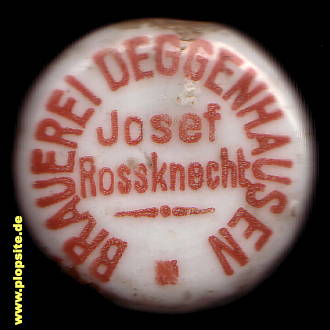 BRAUEREI DEGGENHAUSEN
Josef
Rossknecht
www.plopsite.de